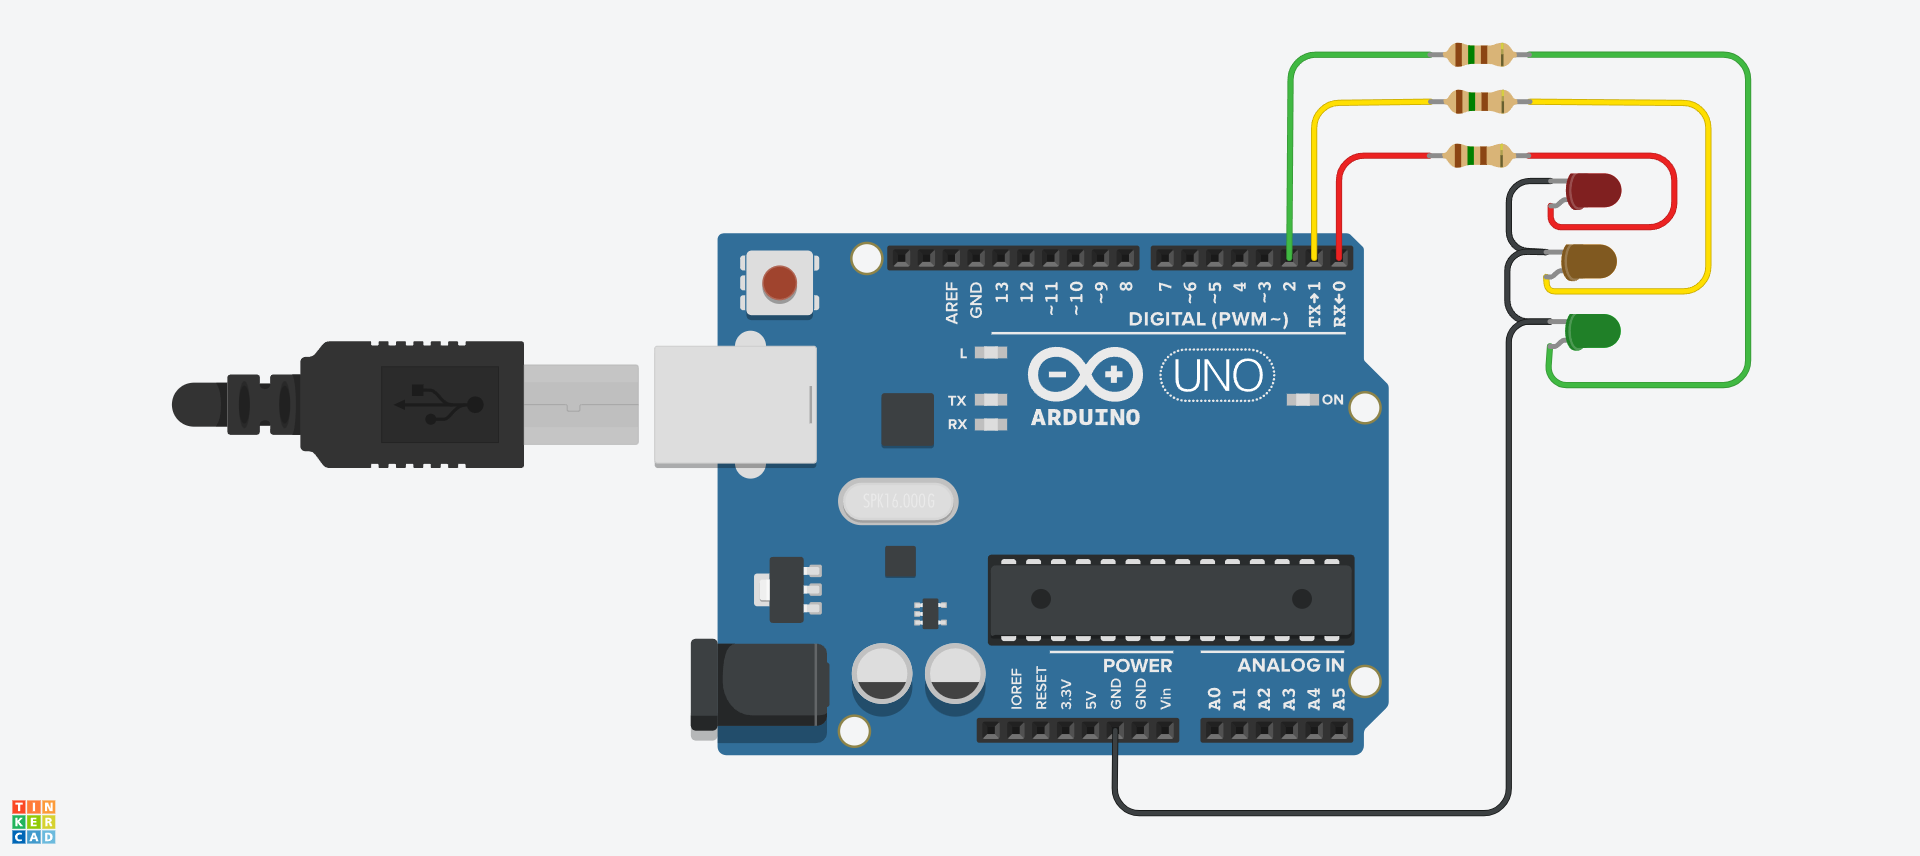 AREF
GND
13
12
~11
~10
~9
8
7
~6
~5
4
~3
2
TX→1
RX←0
DIGITAL (PWM~)
L
TX
RX
UNO
ON
ARDUINO
SPK16.000G
POWER
ANALOG IN
IOREF
RESET
3.3V
5V
GND
GND
Vin
A0
A1
A2
A3
A4
A5
TIN
KER
CAD